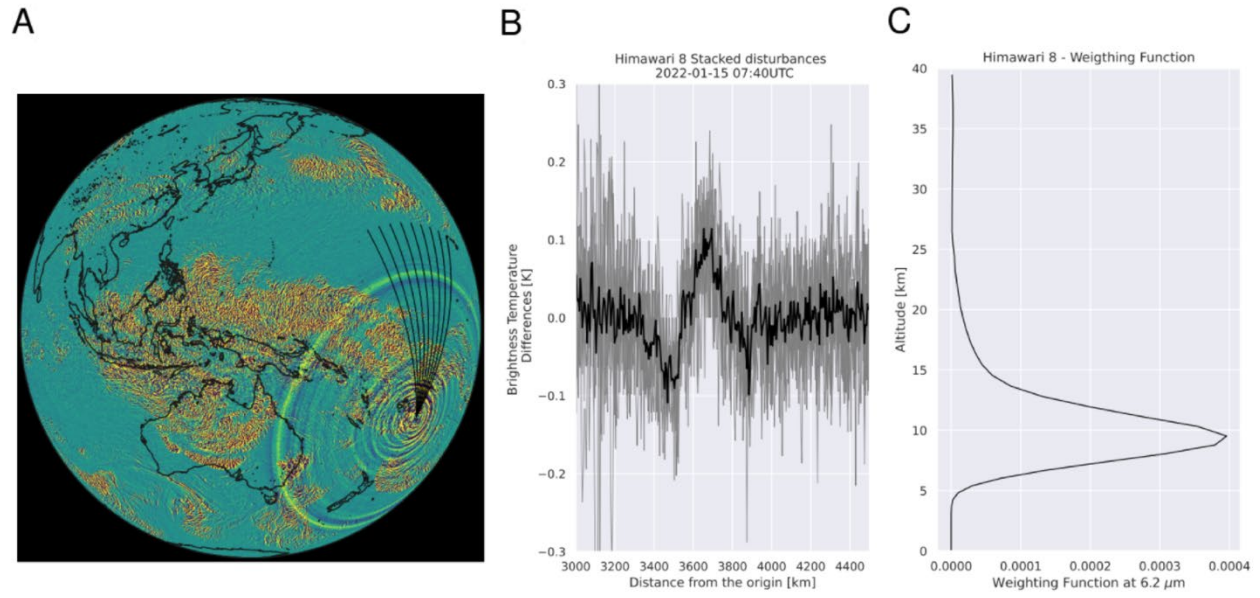 A
B
C
Himawari 8 Stacked disturbances
2022-01-15 07:40UTC
Brightness Temperature
Differences [K]
0.3
0.2
0.1
0.0
−0.1
−0.2
−0.3
3000 3200 3400 3600 3800 4000 4200 4400
Distance from the origin [km]
Himawari 8 - Weigthing Function
Altitude [km]
40
35
30
25
20
15
10
5
0
0.0000 0.0001 0.0002 0.0003 0.0004
Weighting Function at 6.2 μm